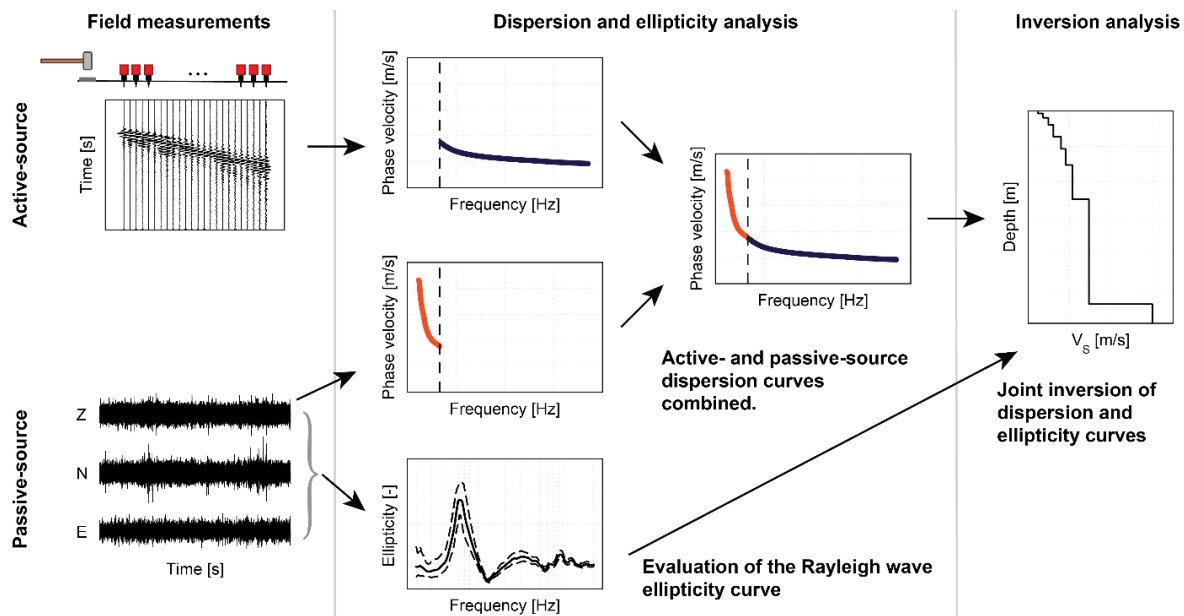 Field measurements
Dispersion and ellipticity analysis
Inversion analysis
Active-source
Time [s]
...
Phase velocity [m/s]
Frequency [Hz]
Phase velocity [m/s]
Frequency [Hz]
Depth [m]
V_S [m/s]
Phase velocity [m/s]
Frequency [Hz]
Active- and passive-source
dispersion curves
combined.
Joint inversion of
dispersion and
ellipticity curves
Passive-source
Z
N
E
Time [s]
Ellipticity [-]
Frequency [Hz]
Evaluation of the Rayleigh wave
ellipticity curve